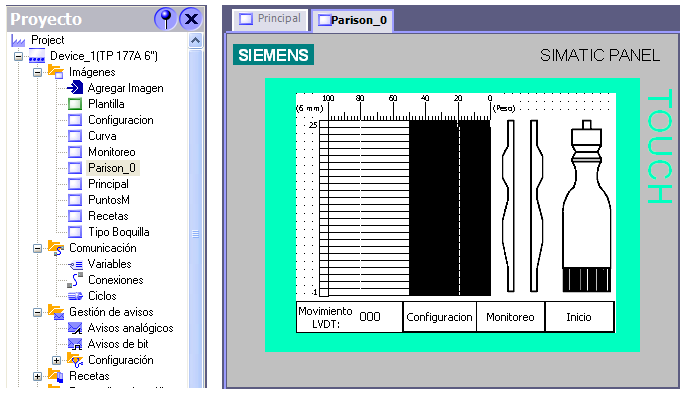 Proyecto
Project
Device_1(TP 177A 6")
Imágenes
Agregar Imagen
Plantilla
Configuracion
Curva
Monitoreo
Parison_0
Principal
PuntosM
Recetas
Tipo Boquilla
Comunicación
Variables
Conexiones
Ciclos
Gestión de avisos
Avisos analógicos
Avisos de bit
Configuración
Recetas
Principal
Parison_0
SIEMENS
SIMATIC PANEL
TOUCH
100 80 60 40 20 0
(6 mm)
(Peso)
25
1
Movimiento
LVDT: 000
Configuracion
Monitoreo
Inicio